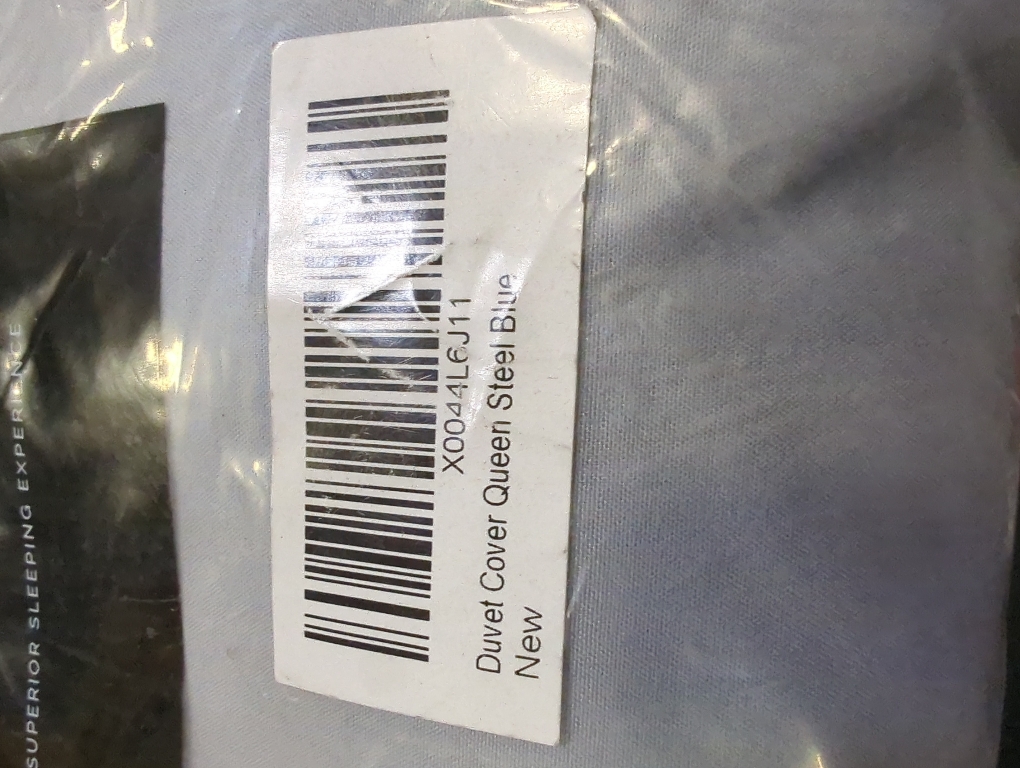 SUPERIOR SLEEPING EXPERIENCE
X0044L6J11
Duvet Cover Queen Steel Blue
New